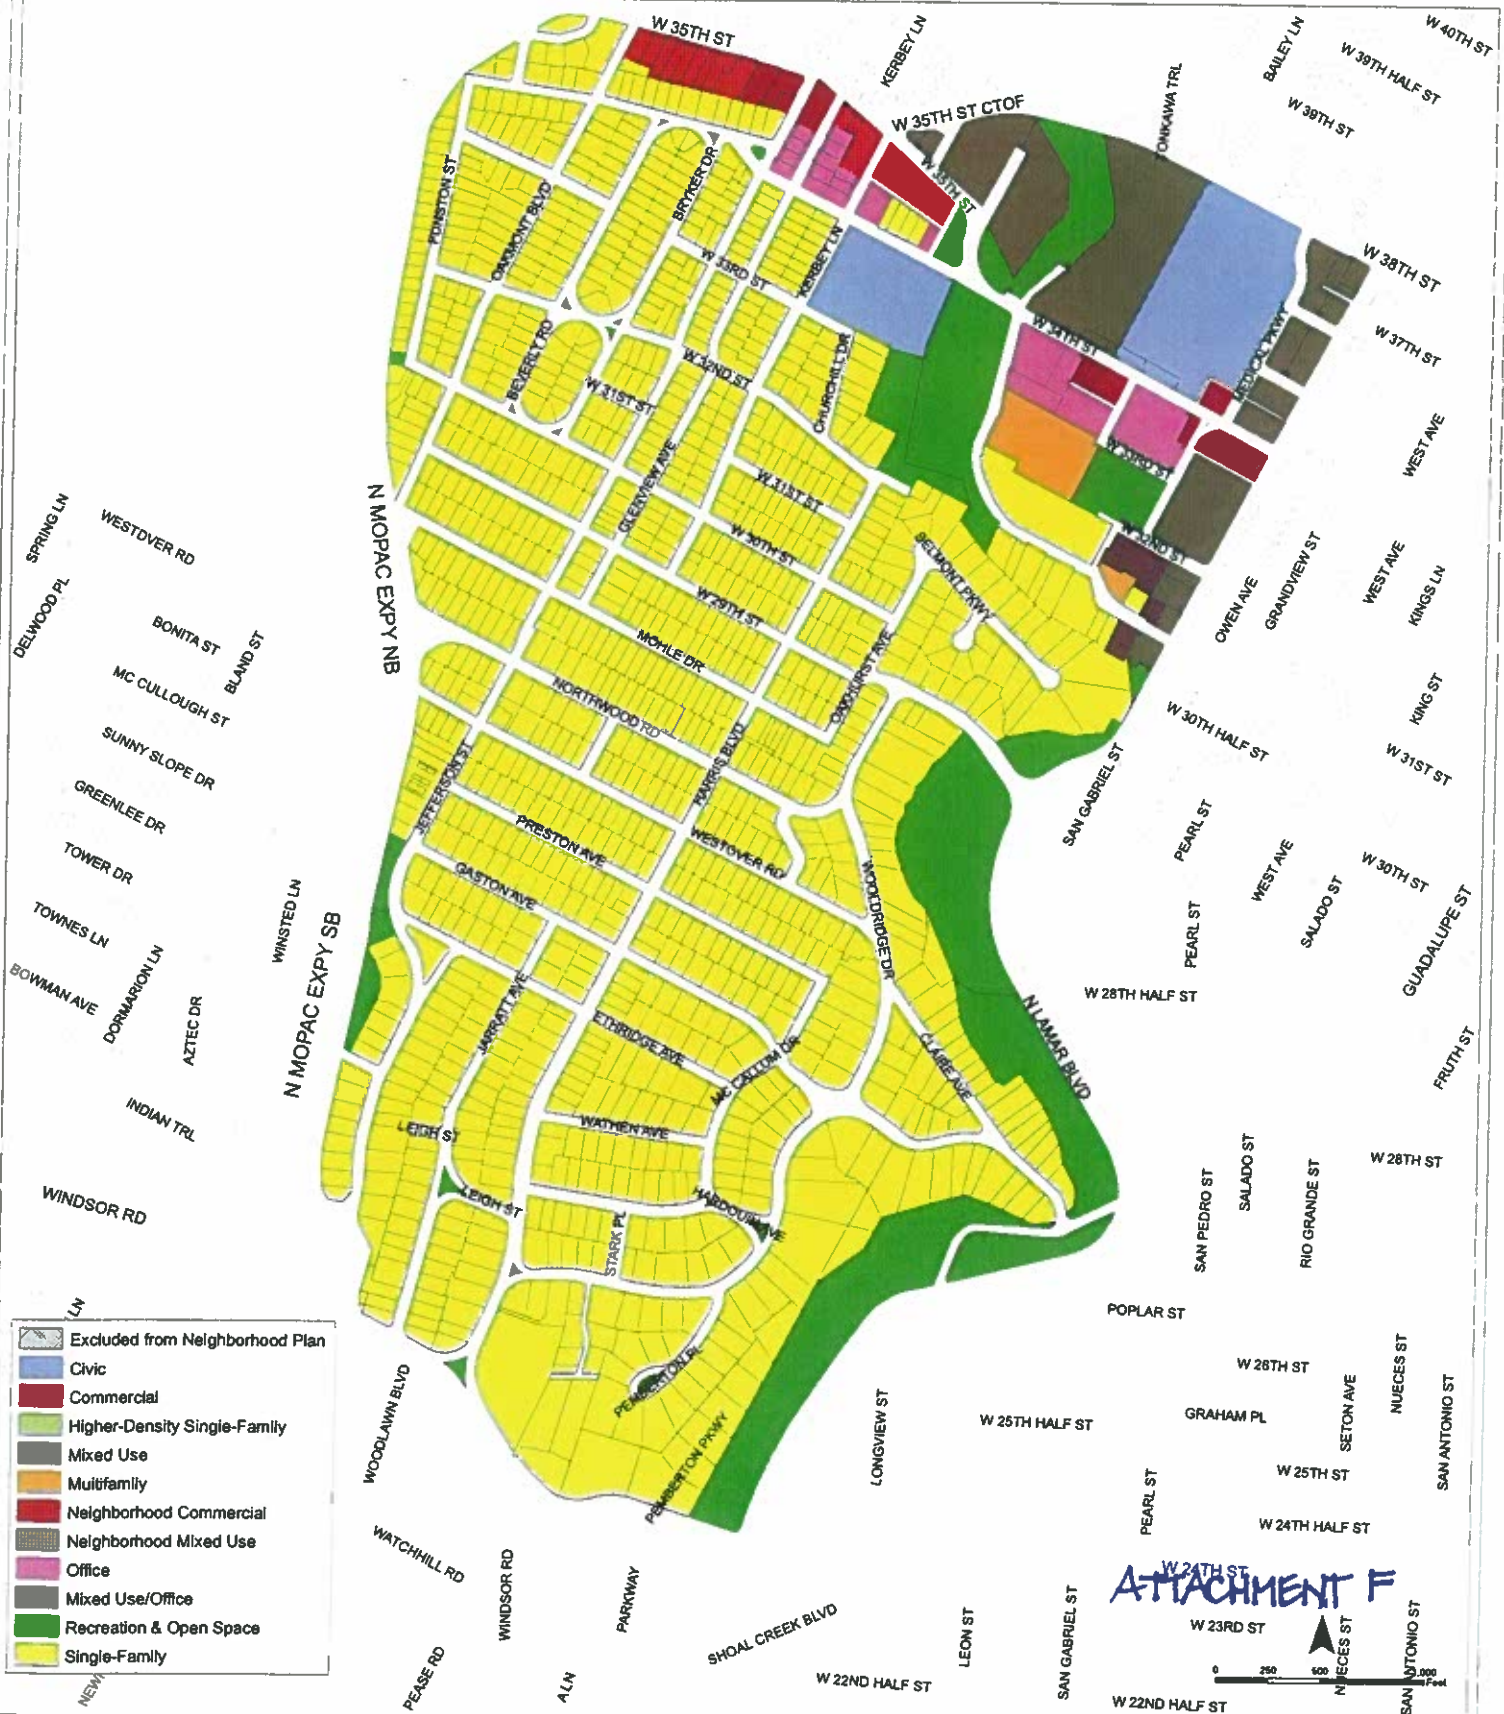 W 35TH ST
KERBEY LN
BAILEY LN
W 40TH ST
W 39TH HALF ST
W 39TH ST
W 35TH ST CTOF
TONKAWA TRL
W 35TH ST
FUNSTON ST
OAKMONT BLVD
BRYKER DR
W 33RD ST
KERBEY LN
W 38TH ST
W 37TH ST
MEDICAL PKWY
W 34TH ST
BEVERLY RD
W 32ND ST
W 31ST ST
CHURCHILL DR
WEST AVE
W 33RD ST
GLENVIEW AVE
W 31ST ST
W 30TH ST
W 32ND ST
BELMONT PKWY
N MOPAC EXPY NB
SPRING LN
WESTOVER RD
DELWOOD PL
BONITA ST
BLAND ST
MC CULLOUGH ST
SUNNY SLOPE DR
GREENLEE DR
TOWER DR
TOWNES LN
BOWMAN AVE
DORMARION LN
AZTEC DR
WINSTED LN
N MOPAC EXPY SB
INDIAN TRL
WINDSOR RD
W 29TH ST
MOHLE DR
NORTHWOOD RD
OAKHURST AVE
HARRIS BLVD
JEFFERSON ST
PRESTON AVE
WESTOVER RD
GASTON AVE
WOOLDRIDGE DR
JARRATT AVE
ETHRIDGE AVE
MC CALLUM DR
CLAIRE AVE
N LAMAR BLVD
WATHEN AVE
LEIGH ST
LEIGH ST
HARDOUIN AVE
STARK PL
PEMBERTON PL
PEMBERTON PKWY
OWEN AVE
GRANDVIEW ST
WEST AVE
KINGS LN
KING ST
W 30TH HALF ST
W 31ST ST
SAN GABRIEL ST
PEARL ST
WEST AVE
W 30TH ST
SALADO ST
GUADALUPE ST
PEARL ST
W 28TH HALF ST
FRUTH ST
W 28TH ST
SAN PEDRO ST
SALADO ST
RIO GRANDE ST
POPLAR ST
W 26TH ST
NUECES ST
SETON AVE
SAN ANTONIO ST
LONGVIEW ST
W 25TH HALF ST
GRAHAM PL
W 25TH ST
PEARL ST
W 24TH HALF ST
W 24TH ST
ATTACHMENT F
W 23RD ST
NUECES ST
SAN ANTONIO ST
LEON ST
SAN GABRIEL ST
W 22ND HALF ST
W 22ND HALF ST
SHOAL CREEK BLVD
WOODLAWN BLVD
WATCHHILL RD
WINDSOR RD
PARKWAY
PEASE RD
A LN
LN
Excluded from Neighborhood Plan
Civic
Commercial
Higher-Density Single-Family
Mixed Use
Multifamily
Neighborhood Commercial
Neighborhood Mixed Use
Office
Mixed Use/Office
Recreation & Open Space
Single-Family
0 250 500 1,000
Feet